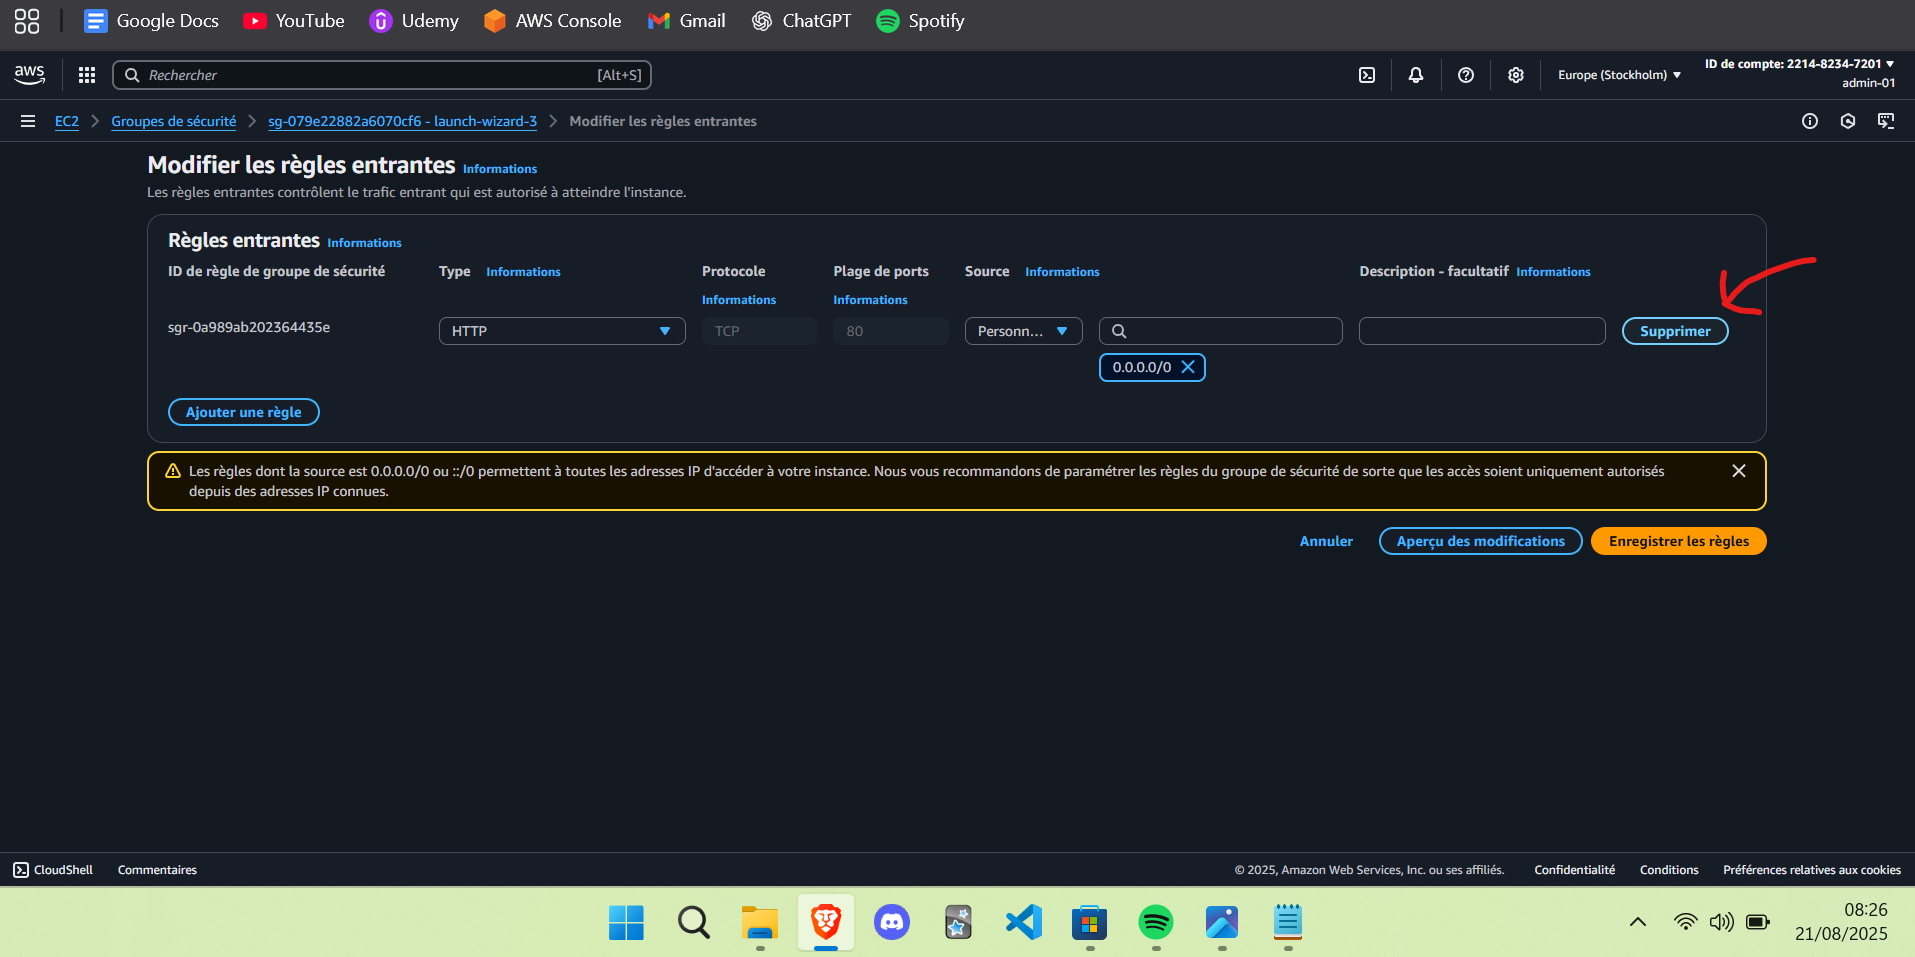 Google Docs YouTube Udemy AWS Console Gmail ChatGPT Spotify
aws Rechercher [Alt+S] Europe (Stockholm) ID de compte: 2214-8234-7201
admin-01
EC2 Groupes de sécurité sg-079e22882a6070cf6 - launch-wizard-3 Modifier les règles entrantes
Modifier les règles entrantes Informations
Les règles entrantes contrôlent le trafic entrant qui est autorisé à atteindre l'instance.
Règles entrantes Informations
ID de règle de groupe de sécurité Type Informations Protocole Plage de ports Source Informations Description - facultatif Informations
Informations Informations
sgr-0a989ab202364435e HTTP TCP 80 Personn... Supprimer
0.0.0.0/0
Ajouter une règle
Les règles dont la source est 0.0.0.0/0 ou ::/0 permettent à toutes les adresses IP d'accéder à votre instance. Nous vous recommandons de paramétrer les règles du groupe de sécurité de sorte que les accès soient uniquement autorisés
depuis des adresses IP connues.
Annuler Aperçu des modifications Enregistrer les règles
CloudShell Commentaires © 2025, Amazon Web Services, Inc. ou ses affiliés. Confidentialité Conditions Préférences relatives aux cookies
08:26
21/08/2025